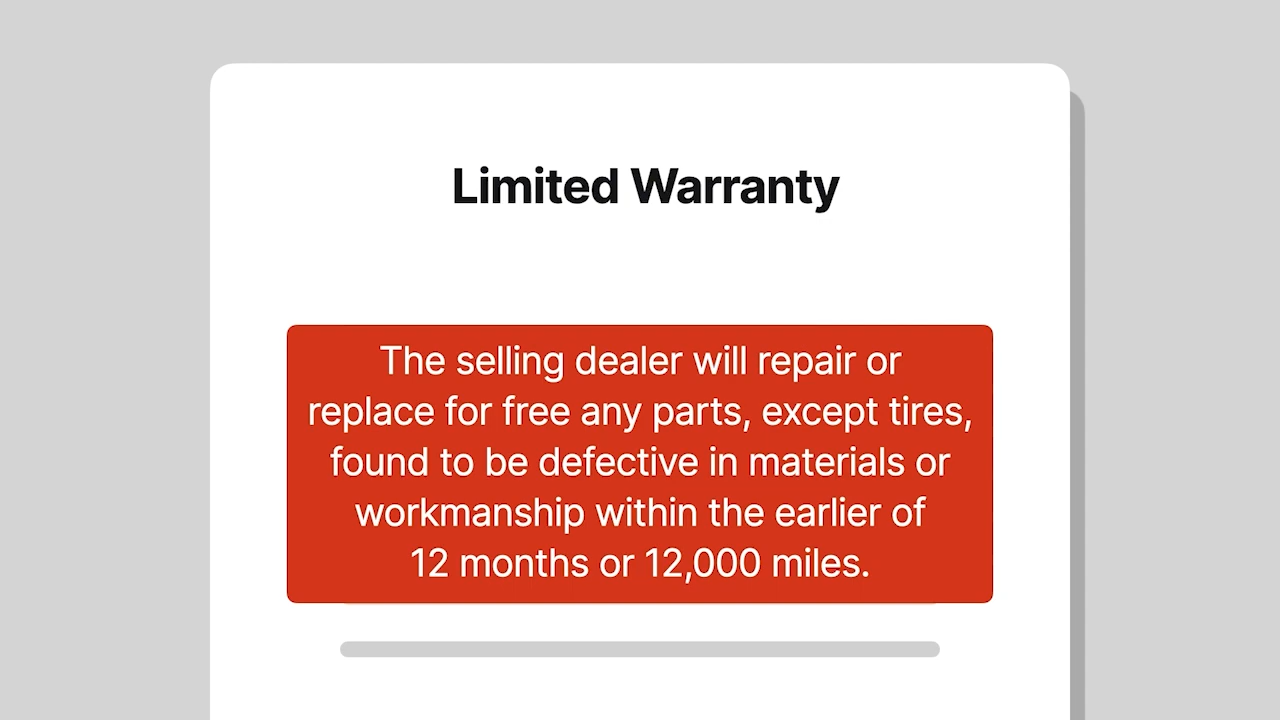 Limited Warranty
The selling dealer will repair or
replace for free any parts, except tires,
found to be defective in materials or
workmanship within the earlier of
12 months or 12,000 miles.